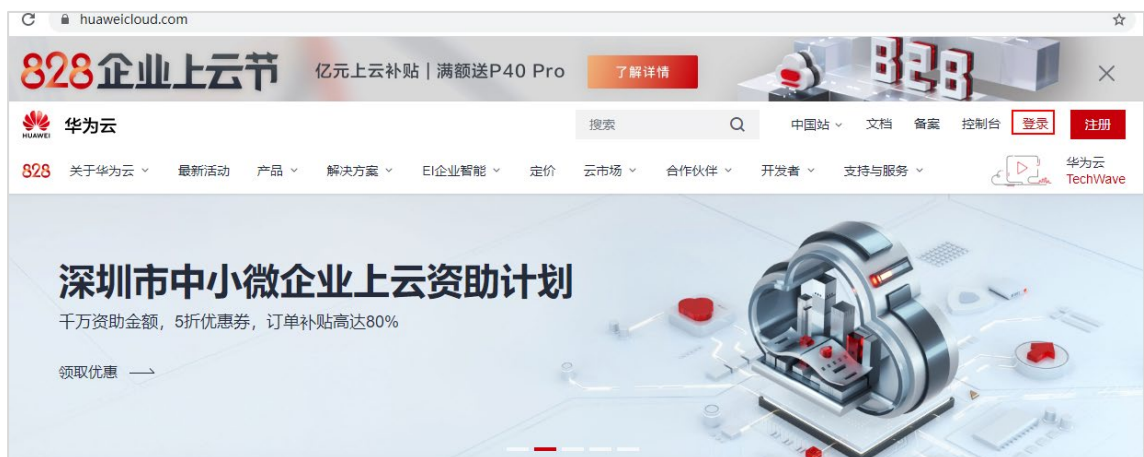 huaweicloud.com
828企业上云节 亿元上云补贴 | 满额送P40 Pro 了解详情
HUAWEI 华为云 搜索 中国站 文档 备案 控制台 登录 注册
828 关于华为云 最新活动 产品 解决方案 EI企业智能 定价 云市场 合作伙伴 开发者 支持与服务 华为云
TechWave
深圳市中小微企业上云资助计划
千万资助金额，5折优惠券，订单补贴高达80%
领取优惠